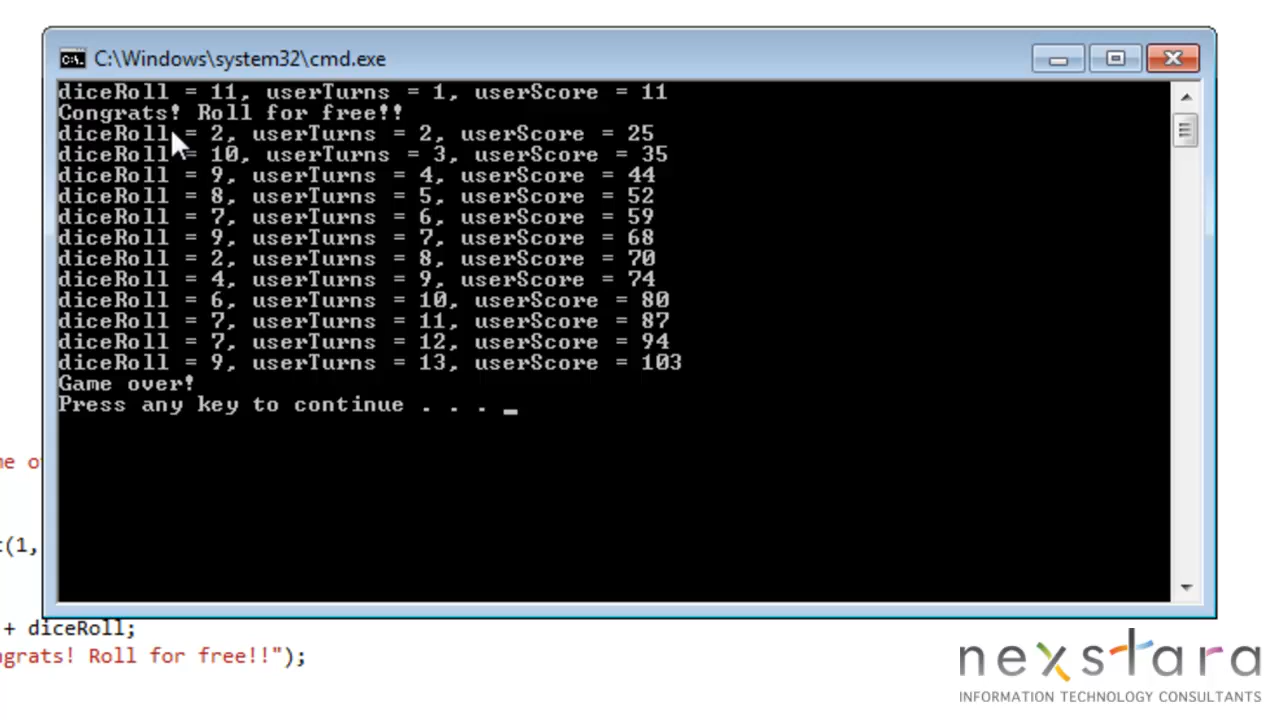 C:\Windows\system32\cmd.exe
diceRoll = 11, userTurns = 1, userScore = 11
Congrats! Roll for free!!
diceRoll = 2, userTurns = 2, userScore = 25
diceRoll = 10, userTurns = 3, userScore = 35
diceRoll = 9, userTurns = 4, userScore = 44
diceRoll = 8, userTurns = 5, userScore = 52
diceRoll = 7, userTurns = 6, userScore = 59
diceRoll = 9, userTurns = 7, userScore = 68
diceRoll = 2, userTurns = 8, userScore = 70
diceRoll = 4, userTurns = 9, userScore = 74
diceRoll = 6, userTurns = 10, userScore = 80
diceRoll = 7, userTurns = 11, userScore = 87
diceRoll = 7, userTurns = 12, userScore = 94
diceRoll = 9, userTurns = 13, userScore = 103
Game over!
Press any key to continue . . . _
me o
t(1,
+ diceRoll;
ngrats! Roll for free!!");
nexstara
INFORMATION TECHNOLOGY CONSULTANTS